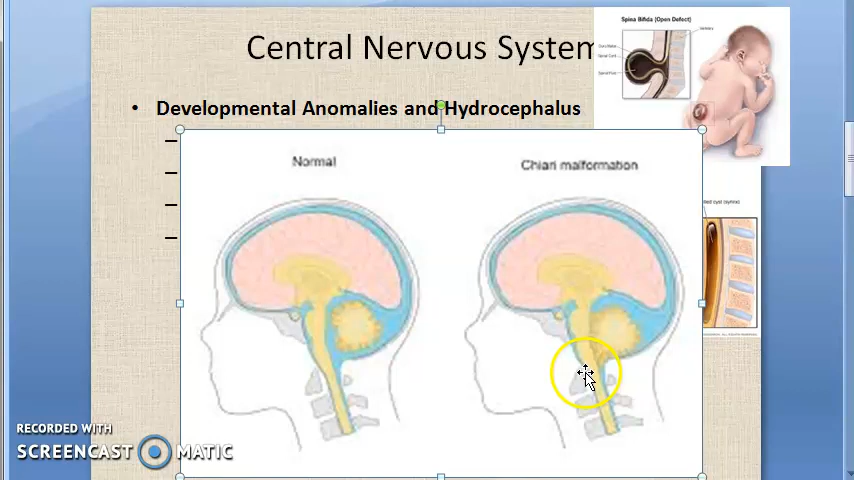 Central Nervous System
Spina Bifida (Open Defect)
• Developmental Anomalies and Hydrocephalus
–
–
–
–
Normal
Chiari malformation
RECORDED WITH
SCREENCAST MATIC